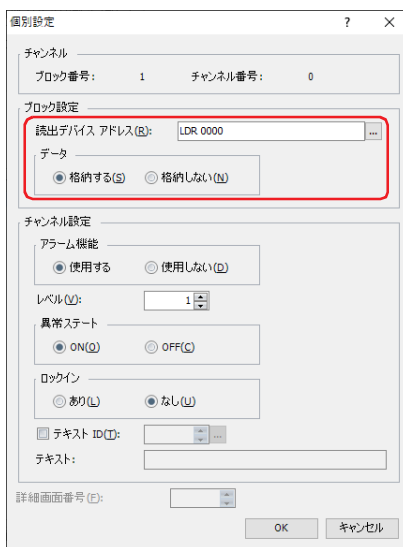 個別設定 ? ×
チャンネル
ブロック番号: 1 チャンネル番号: 0
ブロック設定
読出デバイス アドレス(R): LDR 0000 ...
データ
格納する(S) 格納しない(N)
チャンネル設定
アラーム機能
使用する 使用しない(D)
レベル(V): 1
異常ステート
ON(O) OFF(C)
ロックイン
あり(L) なし(U)
テキスト ID(T): ...
テキスト:
詳細画面番号(F):
OK キャンセル